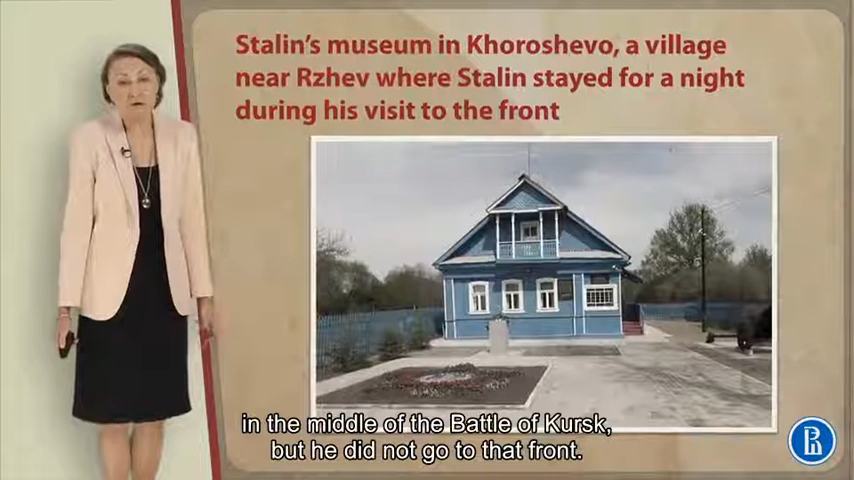 Stalin's museum in Khoroshevo, a village
near Rzhev where Stalin stayed for a night
during his visit to the front
in the middle of the Battle of Kursk,
but he did not go to that front.